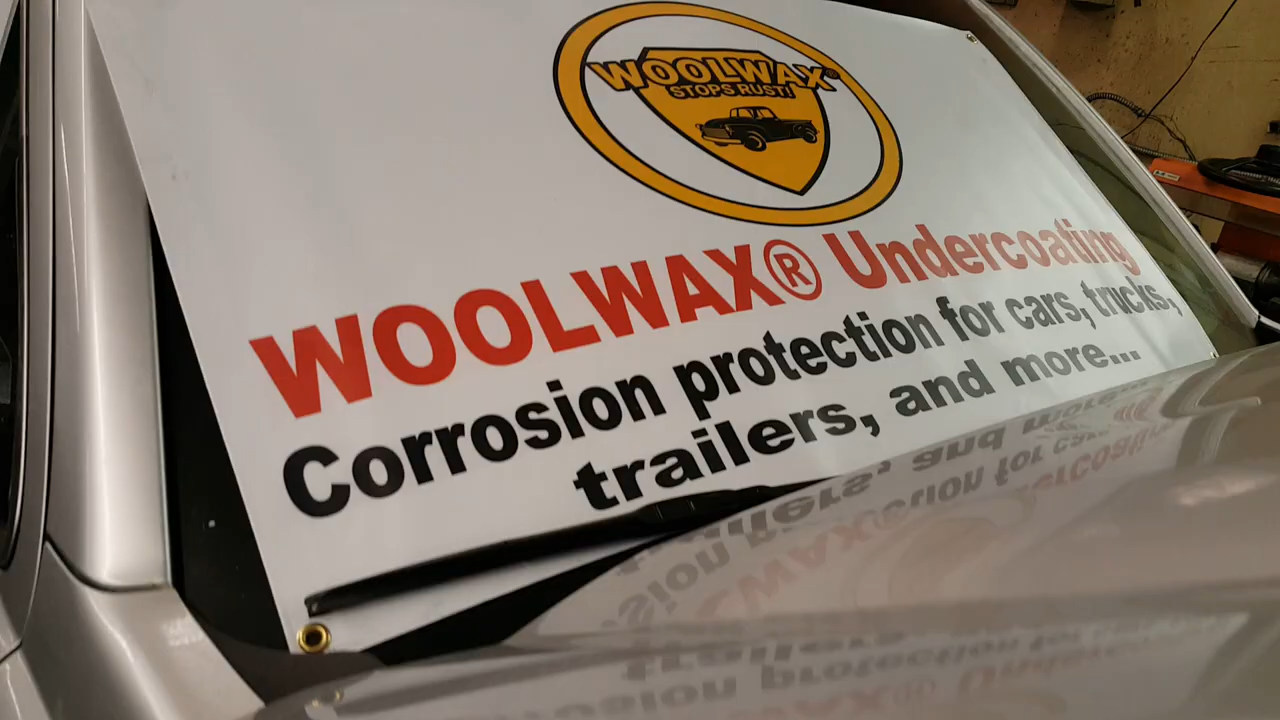 WOOLWAX®
STOPS RUST!
WOOLWAX® Undercoating
Corrosion protection for cars, trucks,
trailers, and more...